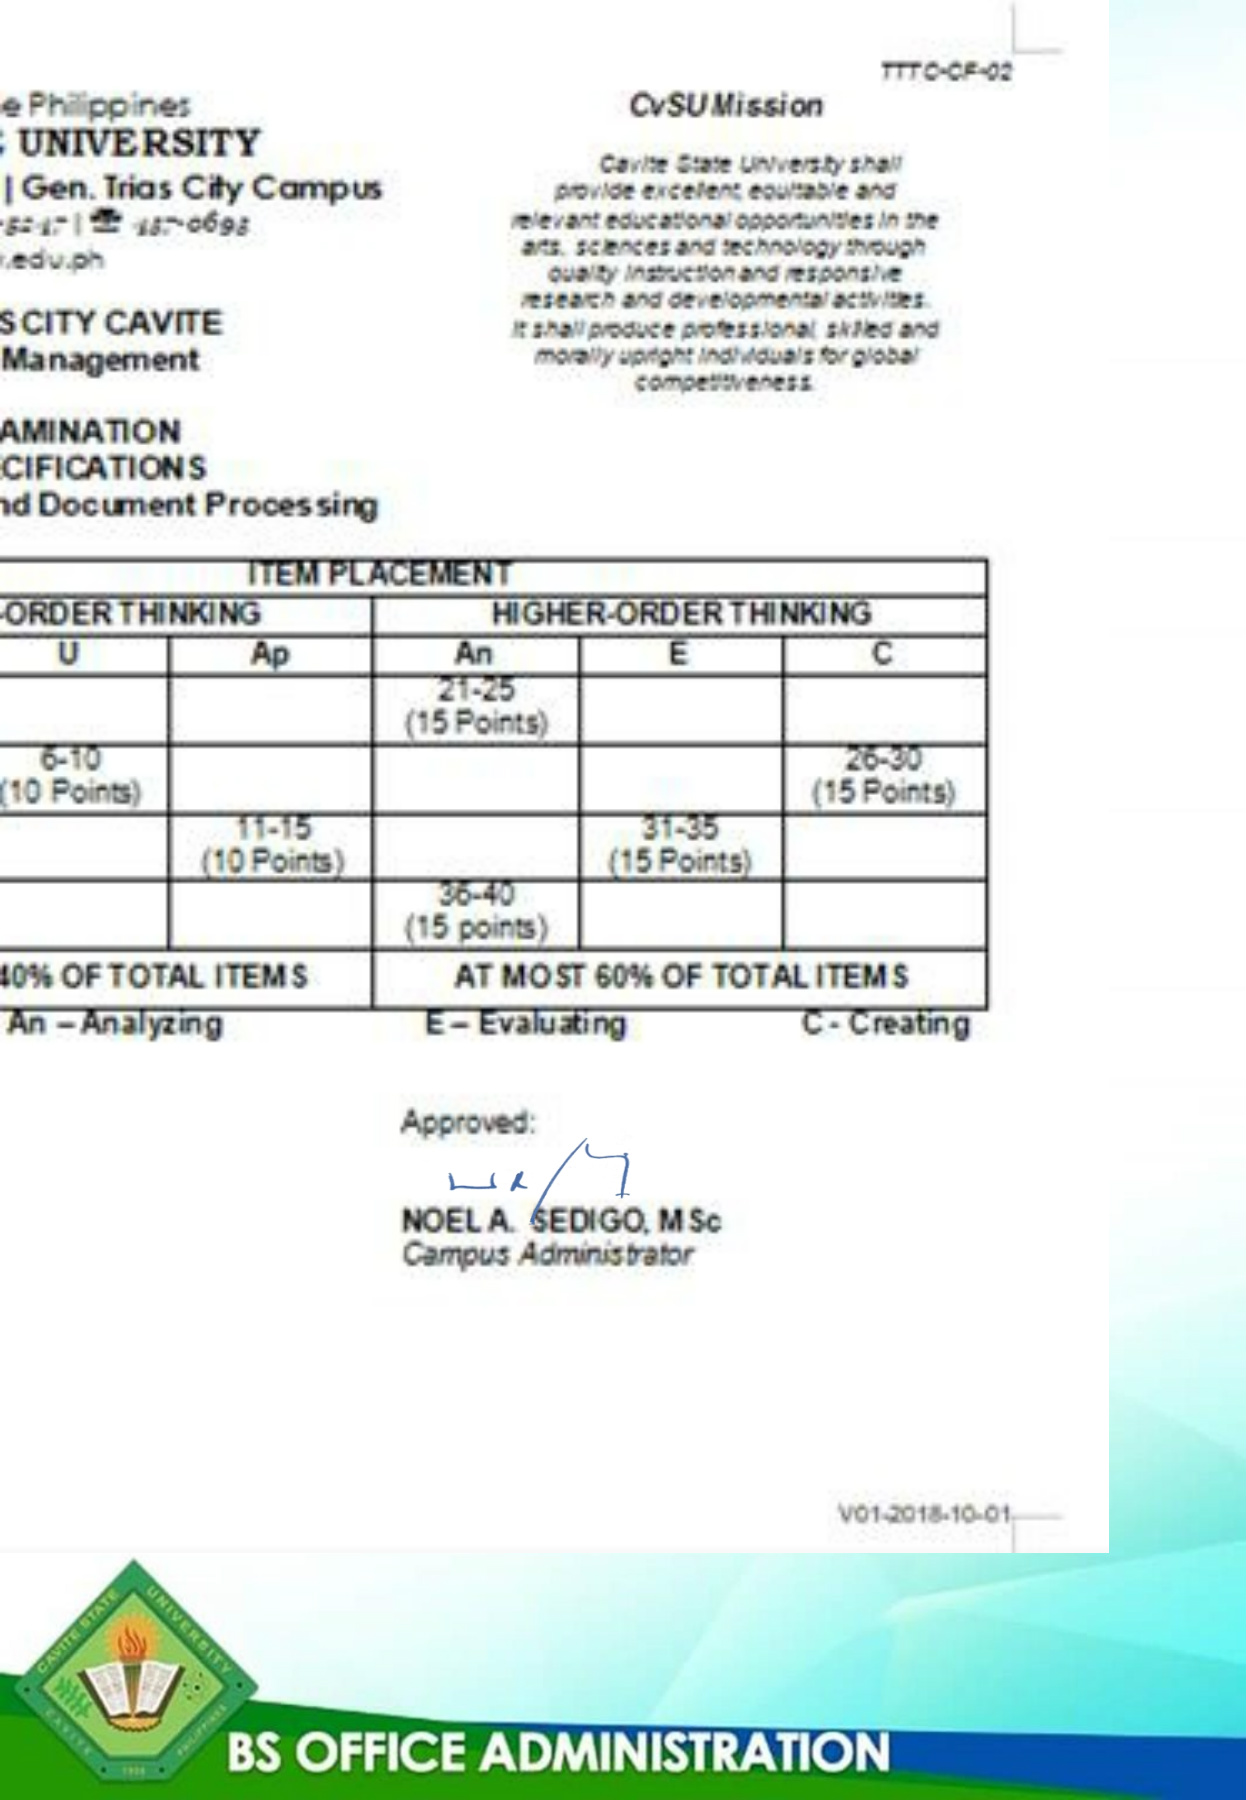 TTTC-CF-02
e Philippines
UNIVERSITY
| Gen. Trias City Campus
.edu.ph
CvSU Mission
Cavite State University shall
provide excellent, equitable and
relevant educational opportunities in the
arts, sciences and technology through
quality instruction and responsive
research and developmental activities.
It shall produce professional, skilled and
morally upright individuals for global
competitiveness.
S CITY CAVITE
Management
AMINATION
CIFICATIONS
nd Document Processing
ITEM PLACEMENT
-ORDER THINKING HIGHER-ORDER THINKING
U Ap An E C
21-25
(15 Points)
6-10 26-30
(10 Points) (15 Points)
11-15 31-35
(10 Points) (15 Points)
36-40
(15 points)
40% OF TOTAL ITEMS AT MOST 60% OF TOTAL ITEMS
An – Analyzing E – Evaluating C - Creating
Approved:
NOEL A. SEDIGO, MSc
Campus Administrator
V01-2018-10-01
CAVITE STATE UNIVERSITY
CAVITE PHILIPPINES
1906
BS OFFICE ADMINISTRATION